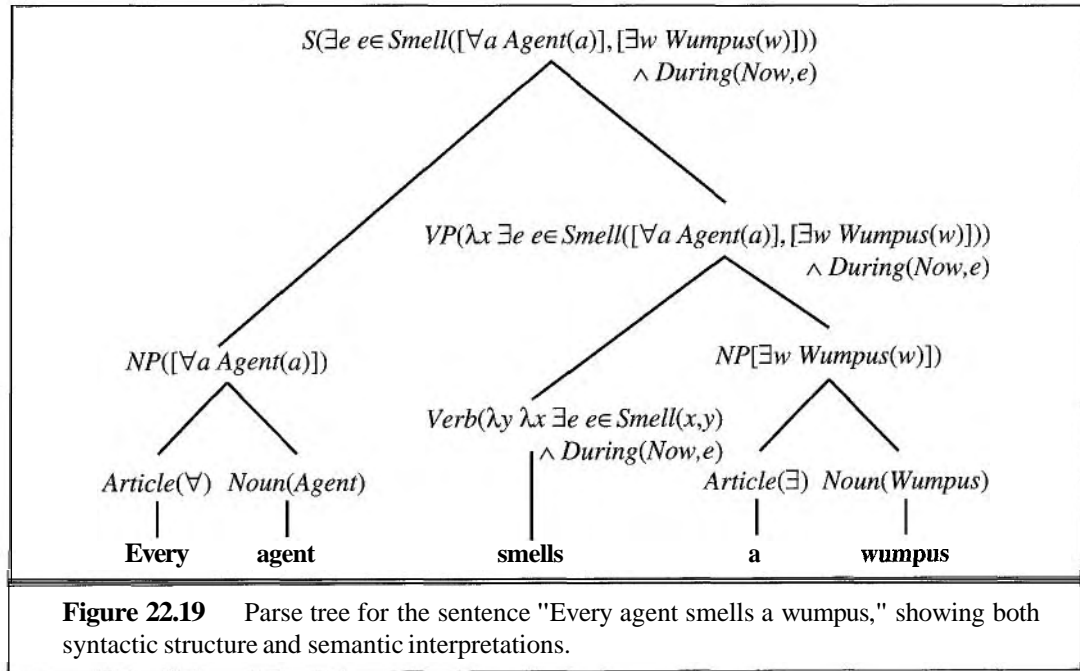 S(∃e e∈Smell([∀a Agent(a)],[∃w Wumpus(w)]))
∧ During(Now,e)
VP(λx ∃e e∈Smell([∀a Agent(a)],[∃w Wumpus(w)]))
∧ During(Now,e)
NP([∀a Agent(a)]) NP[∃w Wumpus(w)])
Verb(λy λx ∃e e∈Smell(x,y)
∧ During(Now,e)
Article(∀) Noun(Agent) Article(∃) Noun(Wumpus)
Every agent smells a wumpus
Figure 22.19 Parse tree for the sentence "Every agent smells a wumpus," showing both
syntactic structure and semantic interpretations.